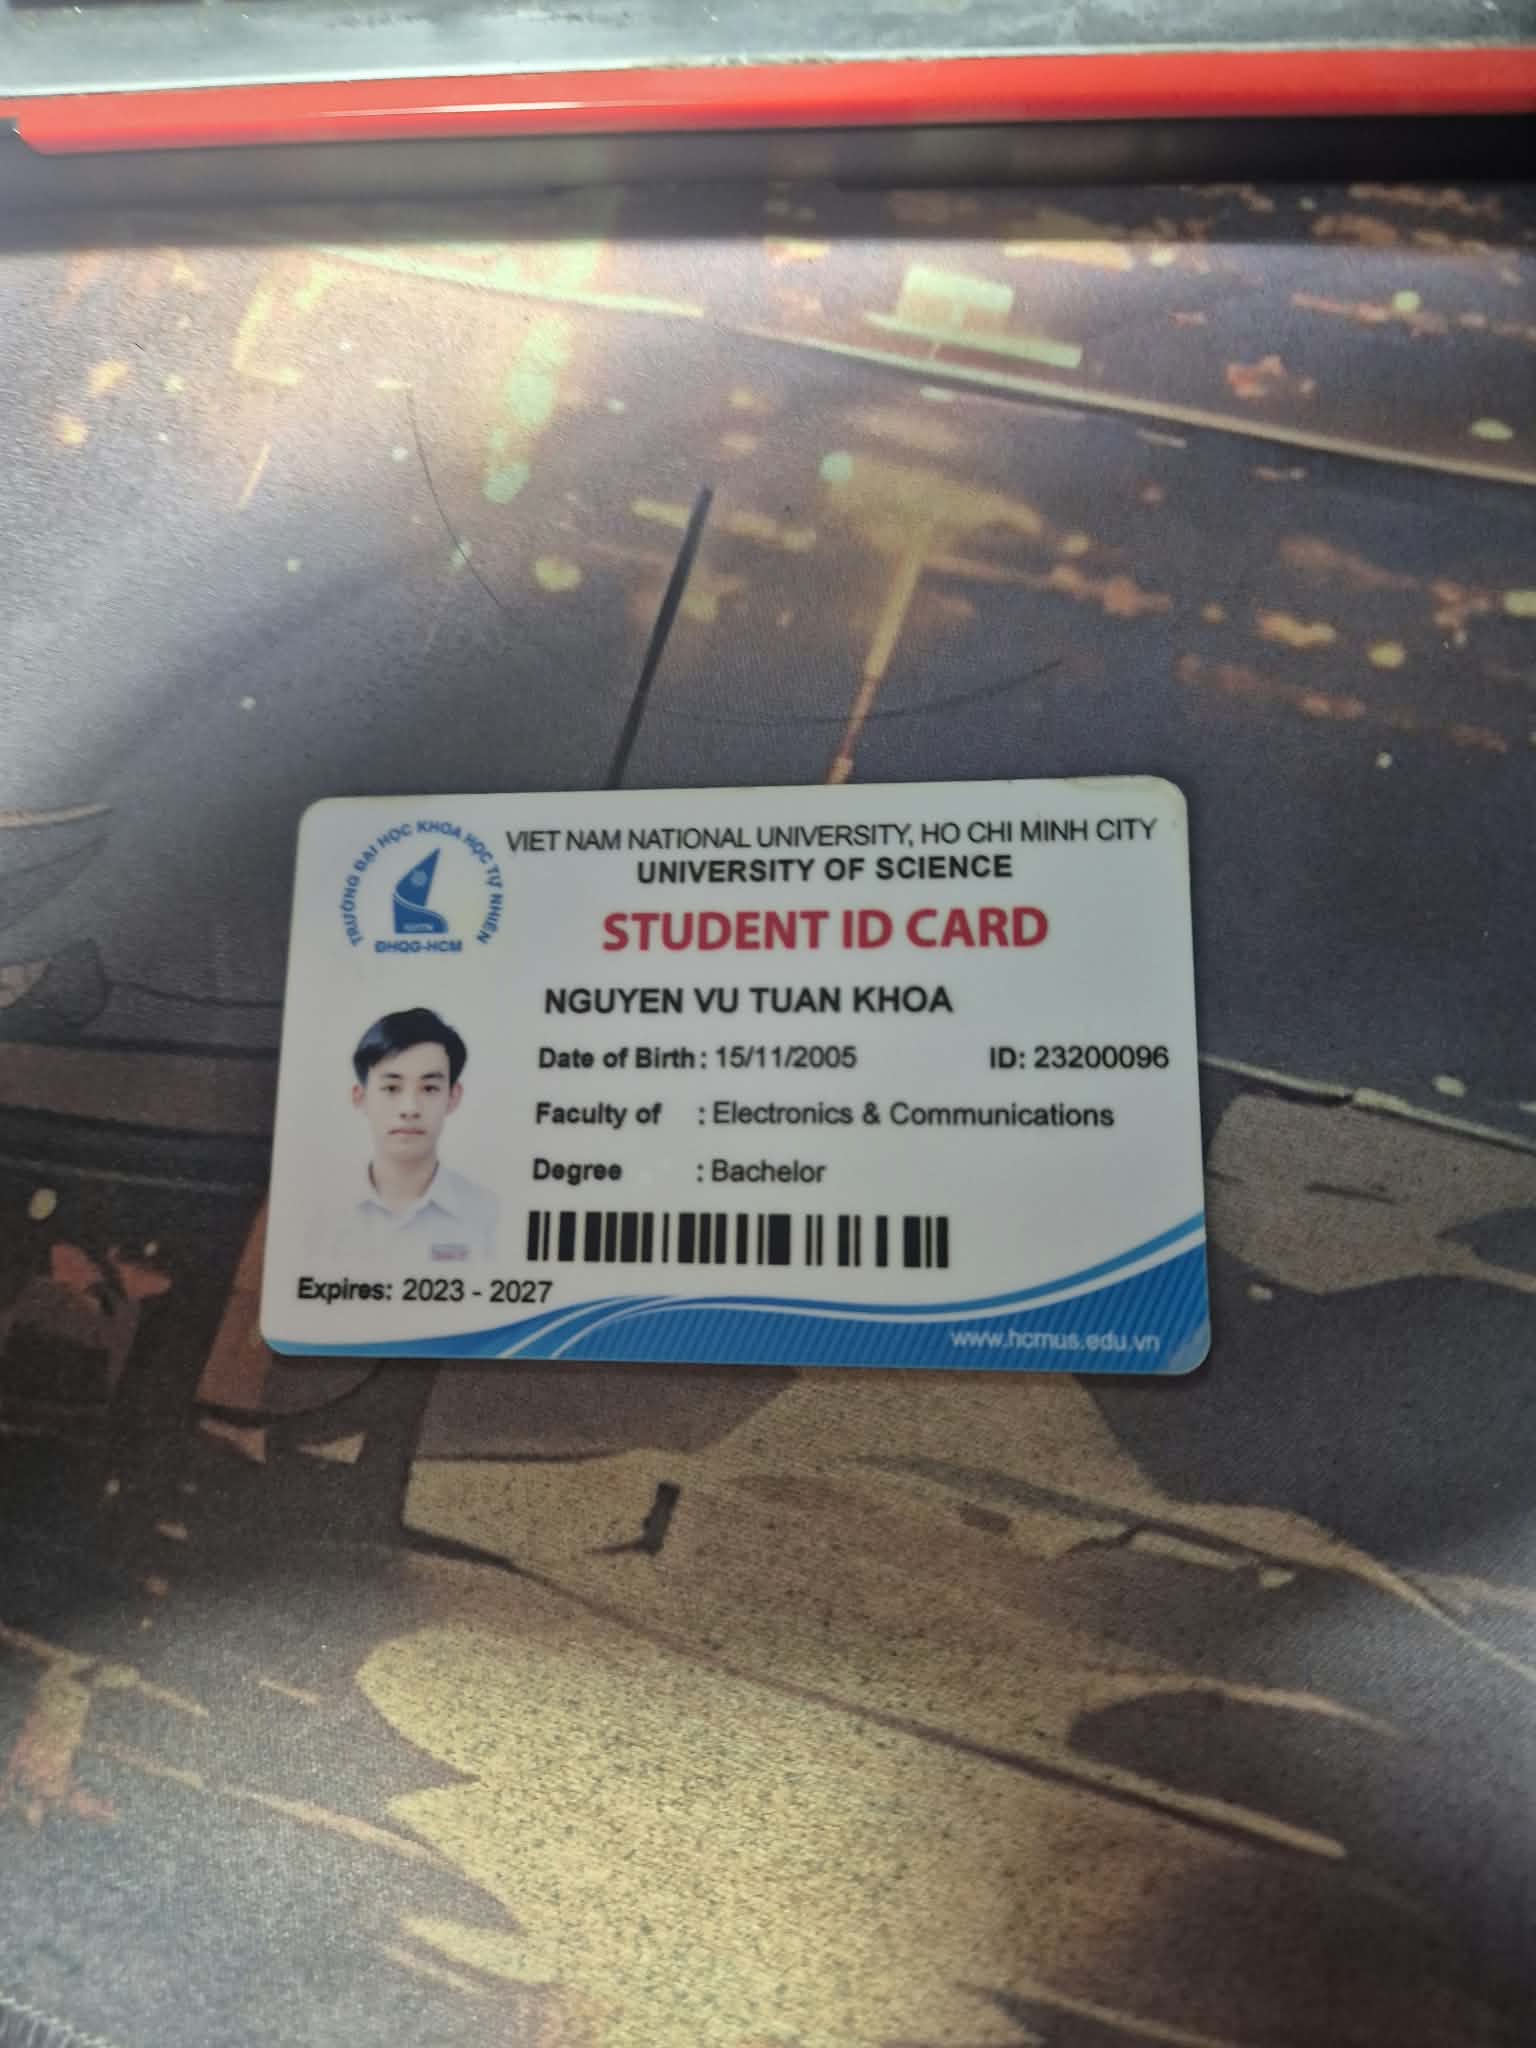 TRƯỜNG ĐẠI HỌC KHOA HỌC TỰ NHIÊN
ĐHQG-HCM
VIET NAM NATIONAL UNIVERSITY, HO CHI MINH CITY
UNIVERSITY OF SCIENCE
STUDENT ID CARD
NGUYEN VU TUAN KHOA
Date of Birth : 15/11/2005 ID: 23200096
Faculty of : Electronics & Communications
Degree : Bachelor
Expires: 2023 - 2027
www.hcmus.edu.vn